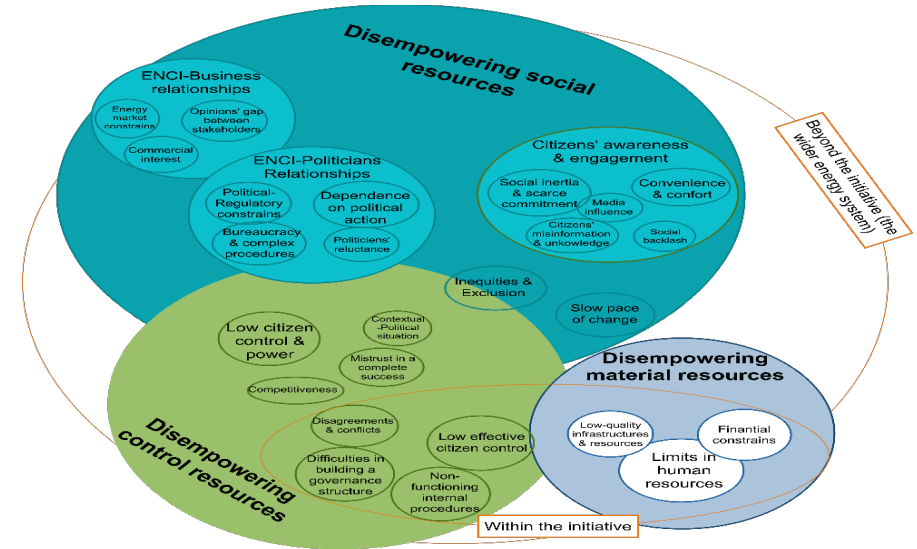 Disempowering social
resources
ENCI-Business
relationships
Energy
market
constrains
Opinions' gap
between
stakeholders
Commercial
interest
ENCI-Politicians
Relationships
Political-
Regulatory
constrains
Dependence
on political
action
Bureaucracy
& complex
procedures
Politiciens'
reluctance
Citizens' awareness
& engagement
Social inertia
& scarce
commitment
Convenience
& confort
Media
influence
Citizens'
misinformation
& unkowledge
Social
backlash
Beyond the initiative (the
wider energy system)
Inequities &
Exclusion
Slow pace
of change
Low citizen
control &
power
Contextual
-Political
situation
Mistrust in a
complete
success
Competitiveness
Disagreements
& conflicts
Low effective
citizen control
Difficulties in
building a
governance
structure
Non-
functioning
internal
procedures
Disempowering
control resources
Disempowering
material resources
Low-quality
infrastructures
& resources
Finantial
constrains
Limits in
human
resources
Within the initiative